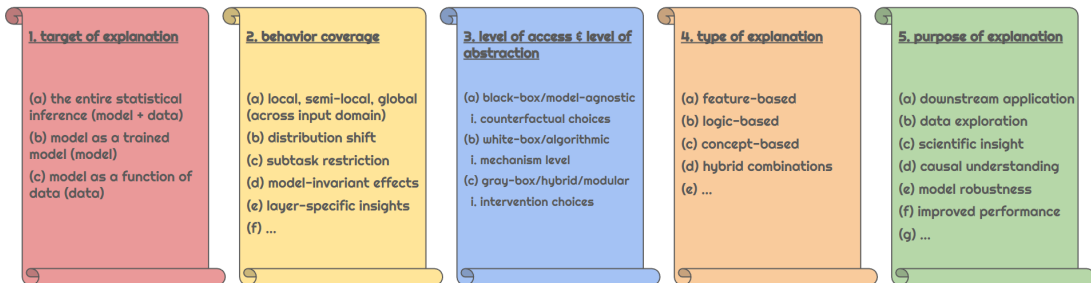 1. target of explanation
(a) the entire statistical
inference (model + data)
(b) model as a trained
model (model)
(c) model as a function of
data (data)
2. behavior coverage
(a) local, semi-local, global
(across input domain)
(b) distribution shift
(c) subtask restriction
(d) model-invariant effects
(e) layer-specific insights
(f) ...
3. level of access & level of
abstraction
(a) black-box/model-agnostic
i. counterfactual choices
(b) white-box/algorithmic
i. mechanism level
(c) gray-box/hybrid/modular
i. intervention choices
4. type of explanation
(a) feature-based
(b) logic-based
(c) concept-based
(d) hybrid combinations
(e) ...
5. purpose of explanation
(a) downstream application
(b) data exploration
(c) scientific insight
(d) causal understanding
(e) model robustness
(f) improved performance
(g) ...